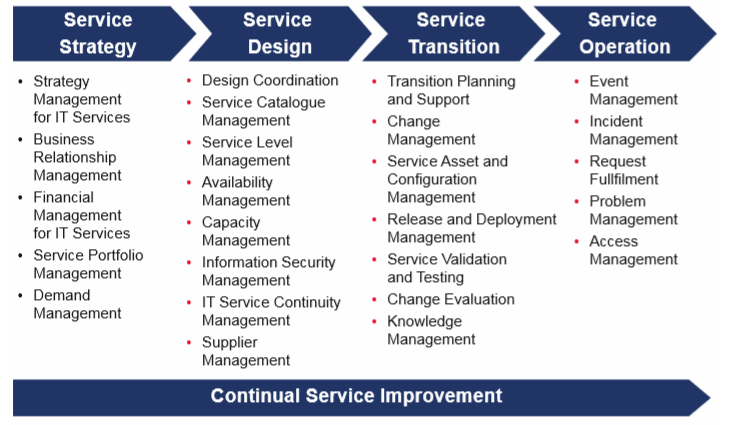 Service
Strategy
Service
Design
Service
Transition
Service
Operation
• Strategy
Management
for IT Services
• Business
Relationship
Management
• Financial
Management
for IT Services
• Service Portfolio
Management
• Demand
Management
• Design Coordination
• Service Catalogue
Management
• Service Level
Management
• Availability
Management
• Capacity
Management
• Information Security
Management
• IT Service Continuity
Management
• Supplier
Management
• Transition Planning
and Support
• Change
Management
• Service Asset and
Configuration
Management
• Release and Deployment
Management
• Service Validation
and Testing
• Change Evaluation
• Knowledge
Management
• Event
Management
• Incident
Management
• Request
Fullfilment
• Problem
Management
• Access
Management
Continual Service Improvement